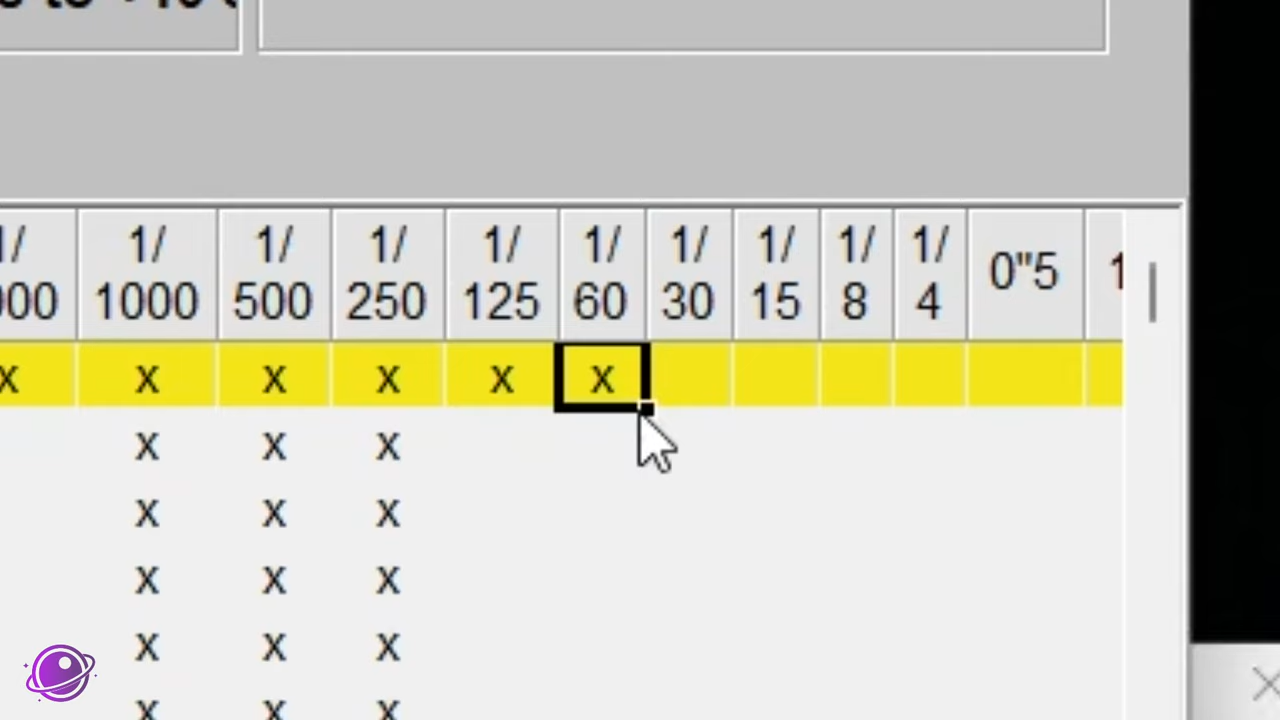 1/ 1/ 1/ 1/ 1/ 1/ 1/ 1/ 1/
1000 500 250 125 60 30 15 8 4 0"5
x x x x x x
x x x
x x x
x x x
x x x
x x x